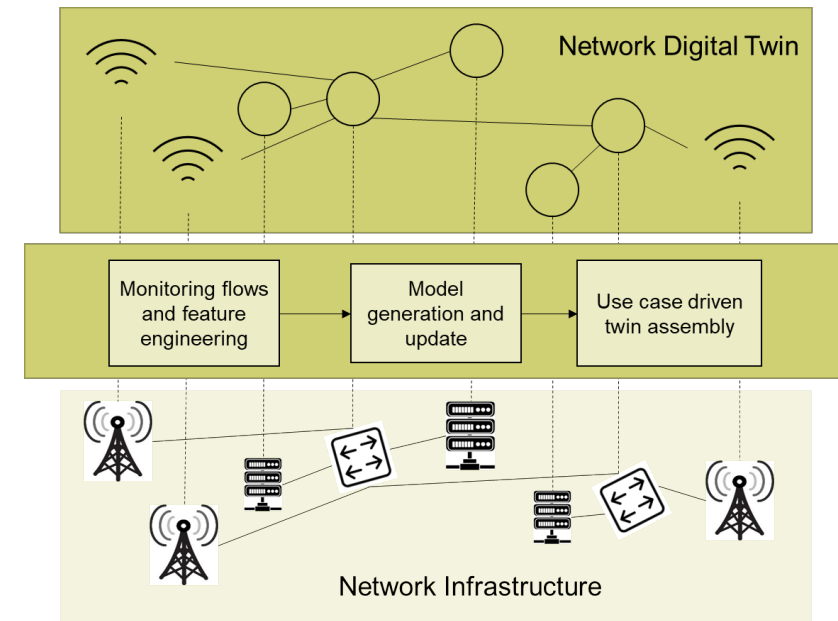 Network Digital Twin
Monitoring flows
and feature
engineering
Model
generation and
update
Use case driven
twin assembly
Network Infrastructure